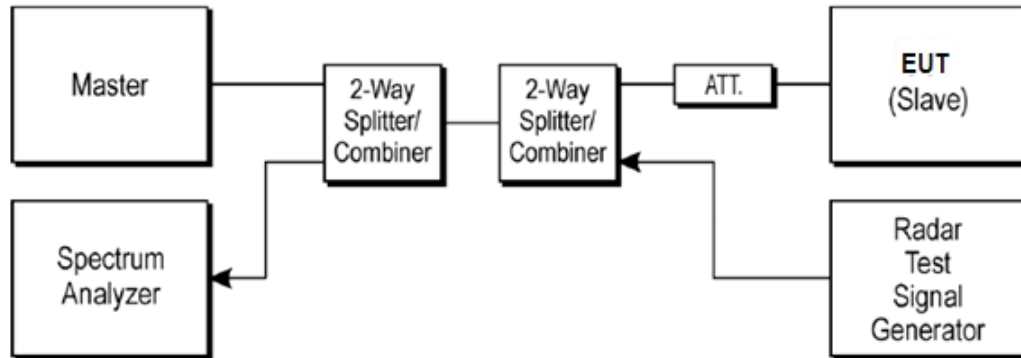 Master
2-Way
Splitter/
Combiner
2-Way
Splitter/
Combiner
ATT.
EUT
(Slave)
Spectrum
Analyzer
Radar
Test
Signal
Generator